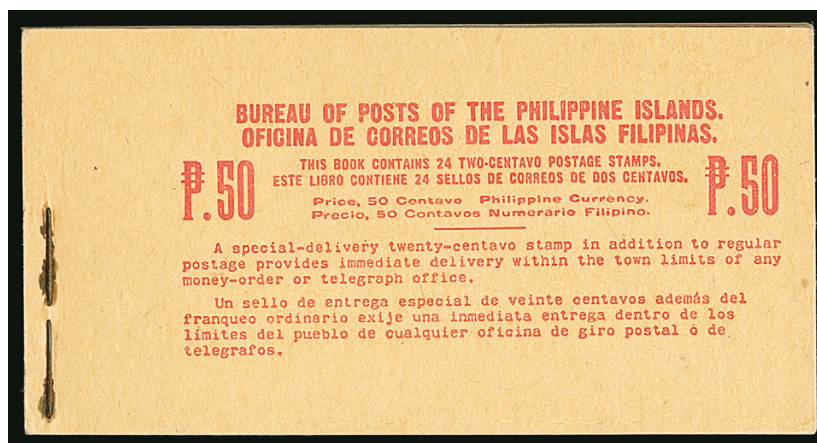 BUREAU OF POSTS OF THE PHILIPPINE ISLANDS.
OFICINA DE CORREOS DE LAS ISLAS FILIPINAS.
₱.50
THIS BOOK CONTAINS 24 TWO-CENTAVO POSTAGE STAMPS.
ESTE LIBRO CONTIENE 24 SELLOS DE CORREOS DE DOS CENTAVOS.
Price, 50 Centavo Philippine Currency.
Precio, 50 Contavos Numerario Filipino.
₱.50
A special-delivery twenty-centavo stamp in addition to regular
postage provides immediate delivery within the town limits of any
money-order or telegraph office.
Un sello de entrega especial de veinte centavos además del
franqueo ordinario exije una inmediata entrega dentro de los
límites del pueblo de cualquier oficina de giro postal ó de
telegrafos.